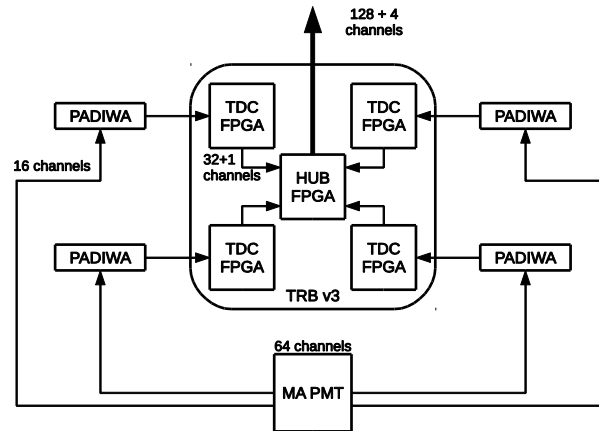 128 + 4
channels
TDC
FPGA
TDC
FPGA
PADIWA
PADIWA
16 channels
32+1
channels
HUB
FPGA
PADIWA
TDC
FPGA
TDC
FPGA
PADIWA
TRB v3
64 channels
MA PMT